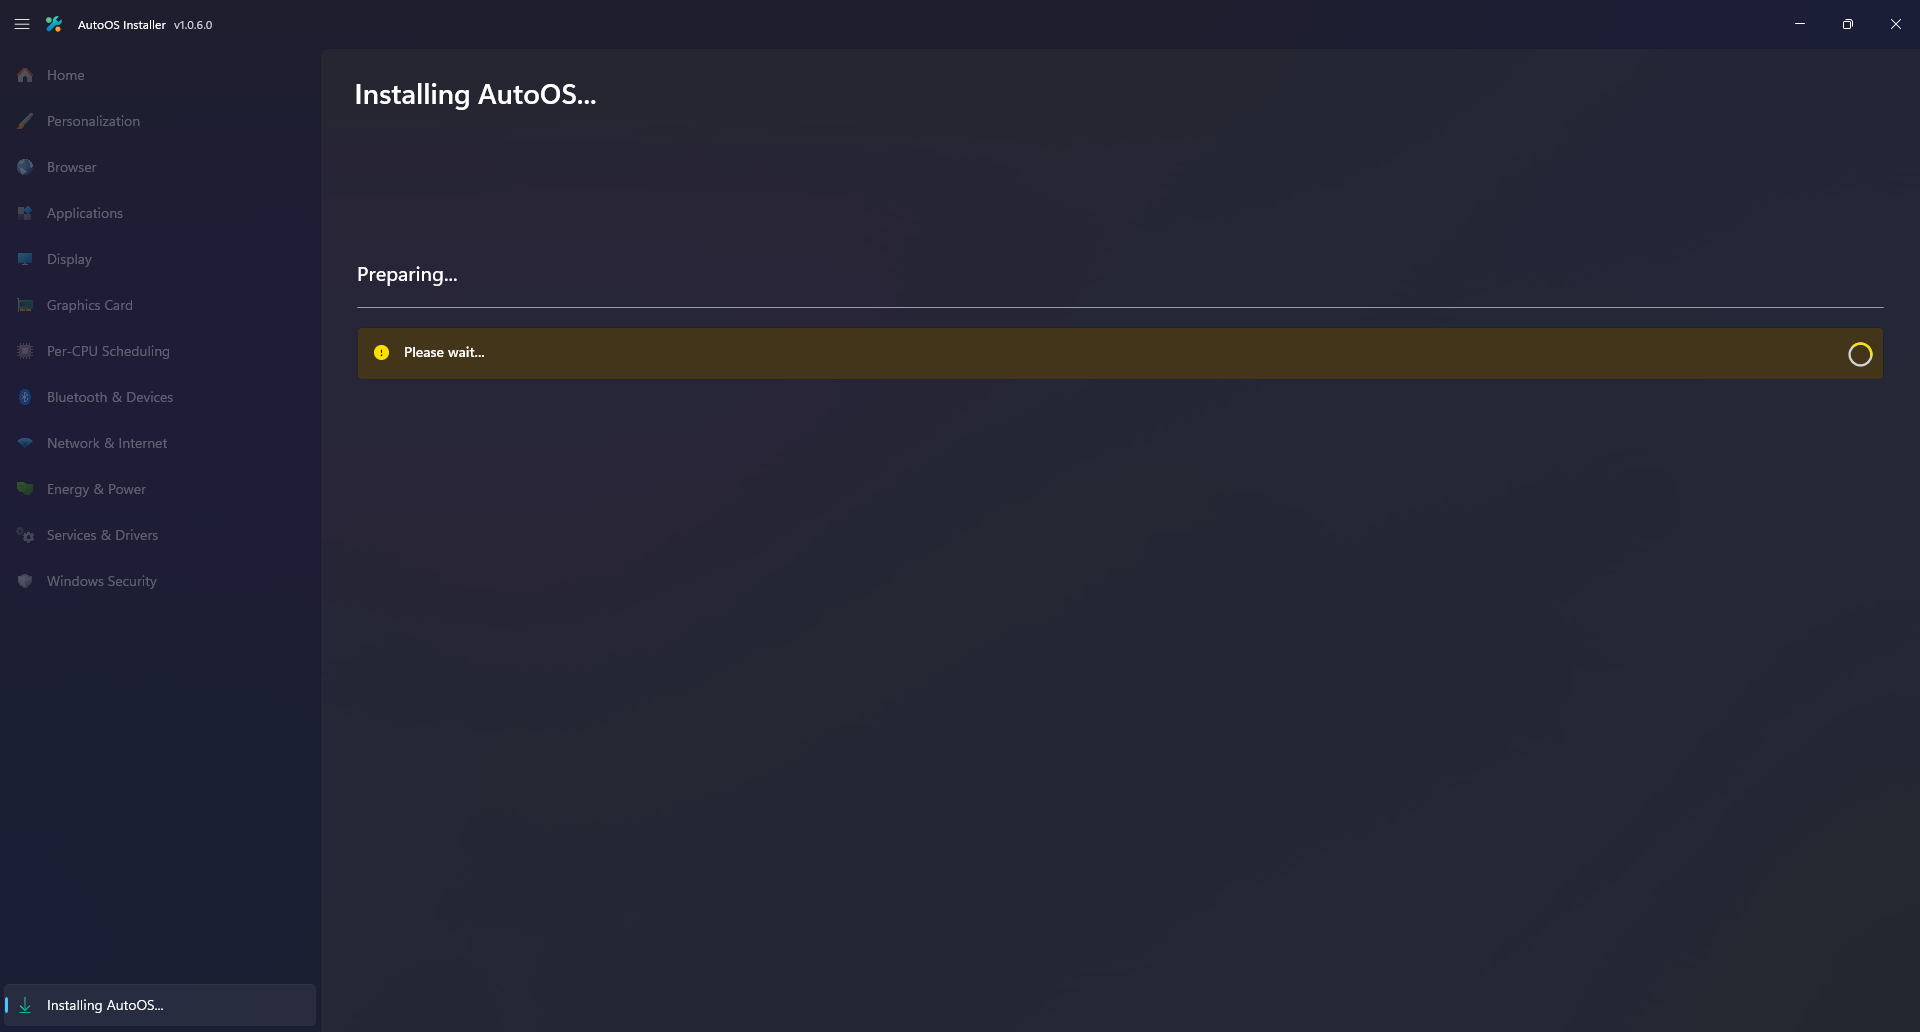 AutoOS Installer v1.0.6.0
Home
Personalization
Browser
Applications
Display
Graphics Card
Per-CPU Scheduling
Bluetooth & Devices
Network & Internet
Energy & Power
Services & Drivers
Windows Security
Installing AutoOS...
Installing AutoOS...
Preparing...
Please wait...